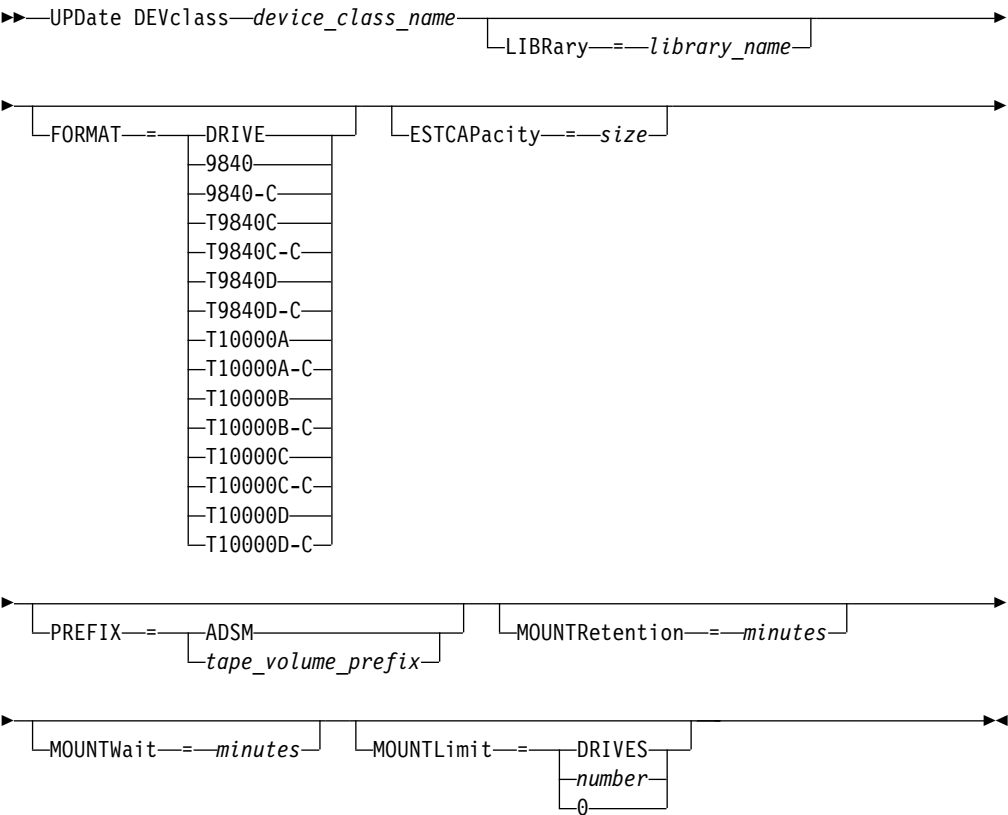 UPDate DEVclass device_class_name
LIBRary = library_name
FORMAT = DRIVE ESTCAPacity = size
9840
9840-C
T9840C
T9840C-C
T9840D
T9840D-C
T10000A
T10000A-C
T10000B
T10000B-C
T10000C
T10000C-C
T10000D
T10000D-C
PREFIX = ADSM MOUNTRetention = minutes
tape_volume_prefix
MOUNTWait = minutes MOUNTLimit = DRIVES
number
0